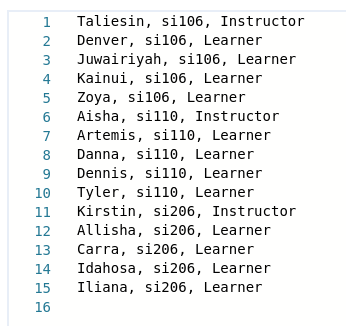 1 Taliesin, si106, Instructor
2 Denver, si106, Learner
3 Juwairiyah, si106, Learner
4 Kainui, si106, Learner
5 Zoya, si106, Learner
6 Aisha, si110, Instructor
7 Artemis, si110, Learner
8 Danna, si110, Learner
9 Dennis, si110, Learner
10 Tyler, si110, Learner
11 Kirstin, si206, Instructor
12 Allisha, si206, Learner
13 Carra, si206, Learner
14 Idahosa, si206, Learner
15 Iliana, si206, Learner
16